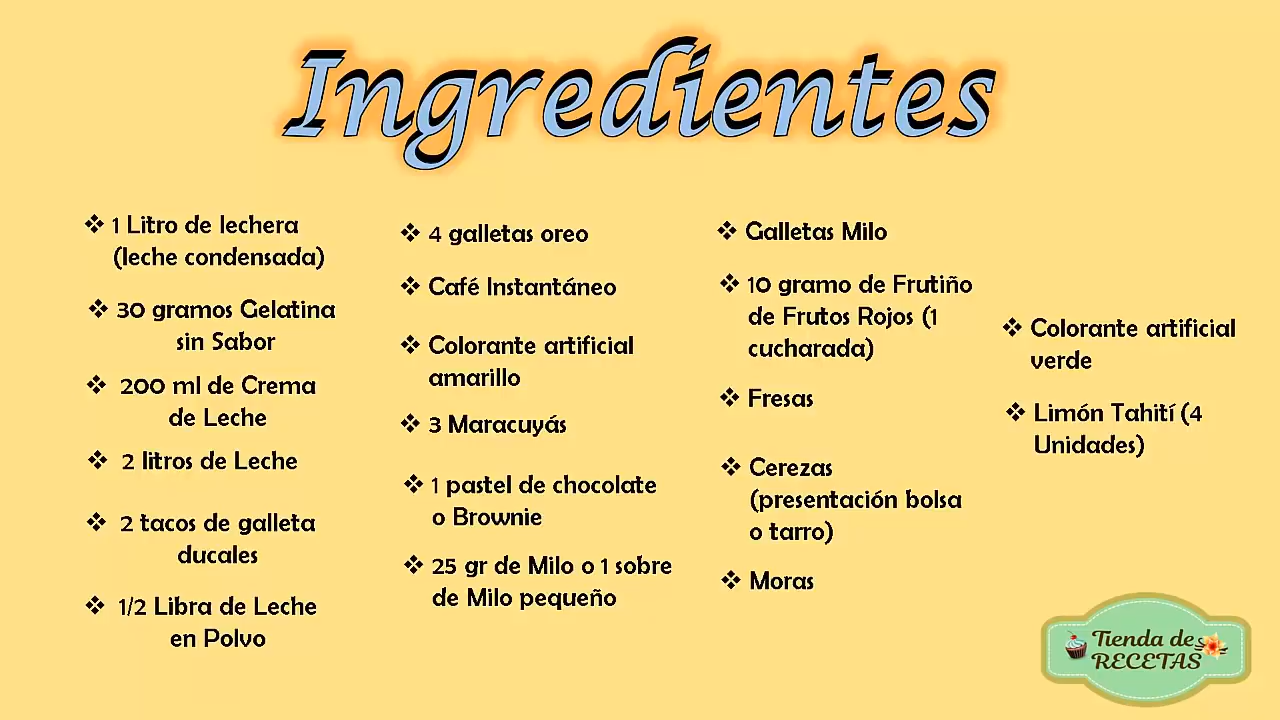 Ingredientes
❖ 1 Litro de lechera
(leche condensada)
❖ 30 gramos Gelatina
sin Sabor
❖ 200 ml de Crema
de Leche
❖ 2 litros de Leche
❖ 2 tacos de galleta
ducales
❖ 1/2 Libra de Leche
en Polvo
❖ 4 galletas oreo
❖ Café Instantáneo
❖ Colorante artificial
amarillo
❖ 3 Maracuyás
❖ 1 pastel de chocolate
o Brownie
❖ 25 gr de Milo o 1 sobre
de Milo pequeño
❖ Galletas Milo
❖ 10 gramo de Frutiño
de Frutos Rojos (1
cucharada)
❖ Fresas
❖ Cerezas
(presentación bolsa
o tarro)
❖ Moras
❖ Colorante artificial
verde
❖ Limón Tahití (4
Unidades)
Tienda de
RECETAS